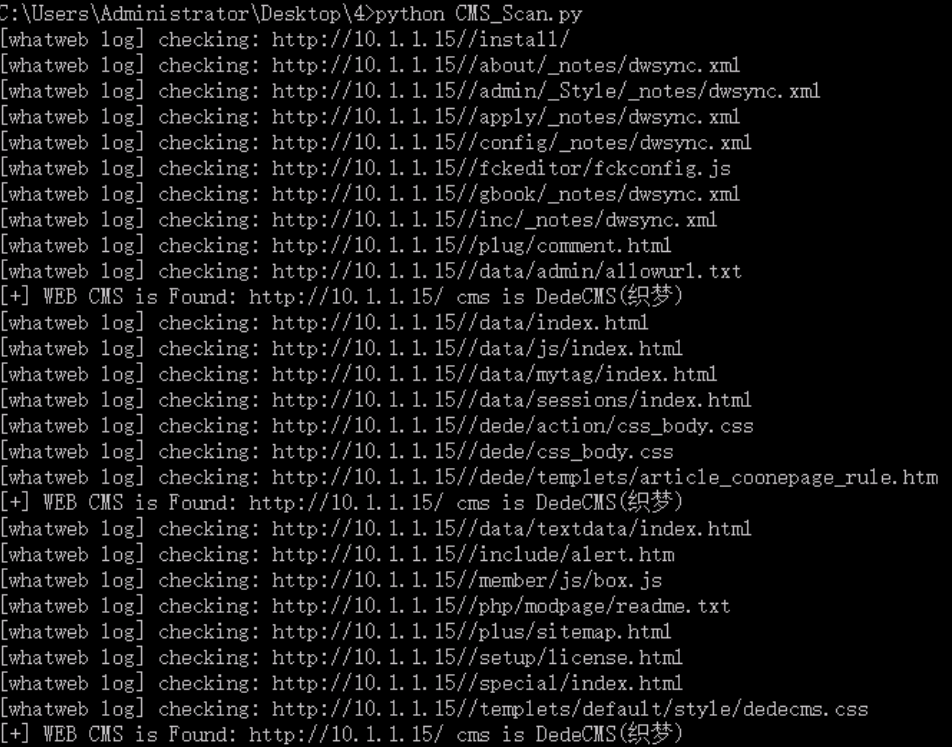 C:\Users\Administrator\Desktop\4>python CMS_Scan.py
[whatweb log] checking: http://10.1.1.15//install/
[whatweb log] checking: http://10.1.1.15//about/_notes/dwsync.xml
[whatweb log] checking: http://10.1.1.15//admin/_Style/_notes/dwsync.xml
[whatweb log] checking: http://10.1.1.15//apply/_notes/dwsync.xml
[whatweb log] checking: http://10.1.1.15//config/_notes/dwsync.xml
[whatweb log] checking: http://10.1.1.15//fckeditor/fckconfig.js
[whatweb log] checking: http://10.1.1.15//gbook/_notes/dwsync.xml
[whatweb log] checking: http://10.1.1.15//inc/_notes/dwsync.xml
[whatweb log] checking: http://10.1.1.15//plug/comment.html
[whatweb log] checking: http://10.1.1.15//data/admin/allowurl.txt
[+] WEB CMS is Found: http://10.1.1.15/ cms is DedeCMS(织梦)
[whatweb log] checking: http://10.1.1.15//data/index.html
[whatweb log] checking: http://10.1.1.15//data/js/index.html
[whatweb log] checking: http://10.1.1.15//data/mytag/index.html
[whatweb log] checking: http://10.1.1.15//data/sessions/index.html
[whatweb log] checking: http://10.1.1.15//dede/action/css_body.css
[whatweb log] checking: http://10.1.1.15//dede/css_body.css
[whatweb log] checking: http://10.1.1.15//dede/templets/article_coonepage_rule.htm
[+] WEB CMS is Found: http://10.1.1.15/ cms is DedeCMS(织梦)
[whatweb log] checking: http://10.1.1.15//data/textdata/index.html
[whatweb log] checking: http://10.1.1.15//include/alert.htm
[whatweb log] checking: http://10.1.1.15//member/js/box.js
[whatweb log] checking: http://10.1.1.15//php/modpage/readme.txt
[whatweb log] checking: http://10.1.1.15//plus/sitemap.html
[whatweb log] checking: http://10.1.1.15//setup/license.html
[whatweb log] checking: http://10.1.1.15//special/index.html
[whatweb log] checking: http://10.1.1.15//templets/default/style/dedecms.css
[+] WEB CMS is Found: http://10.1.1.15/ cms is DedeCMS(织梦)